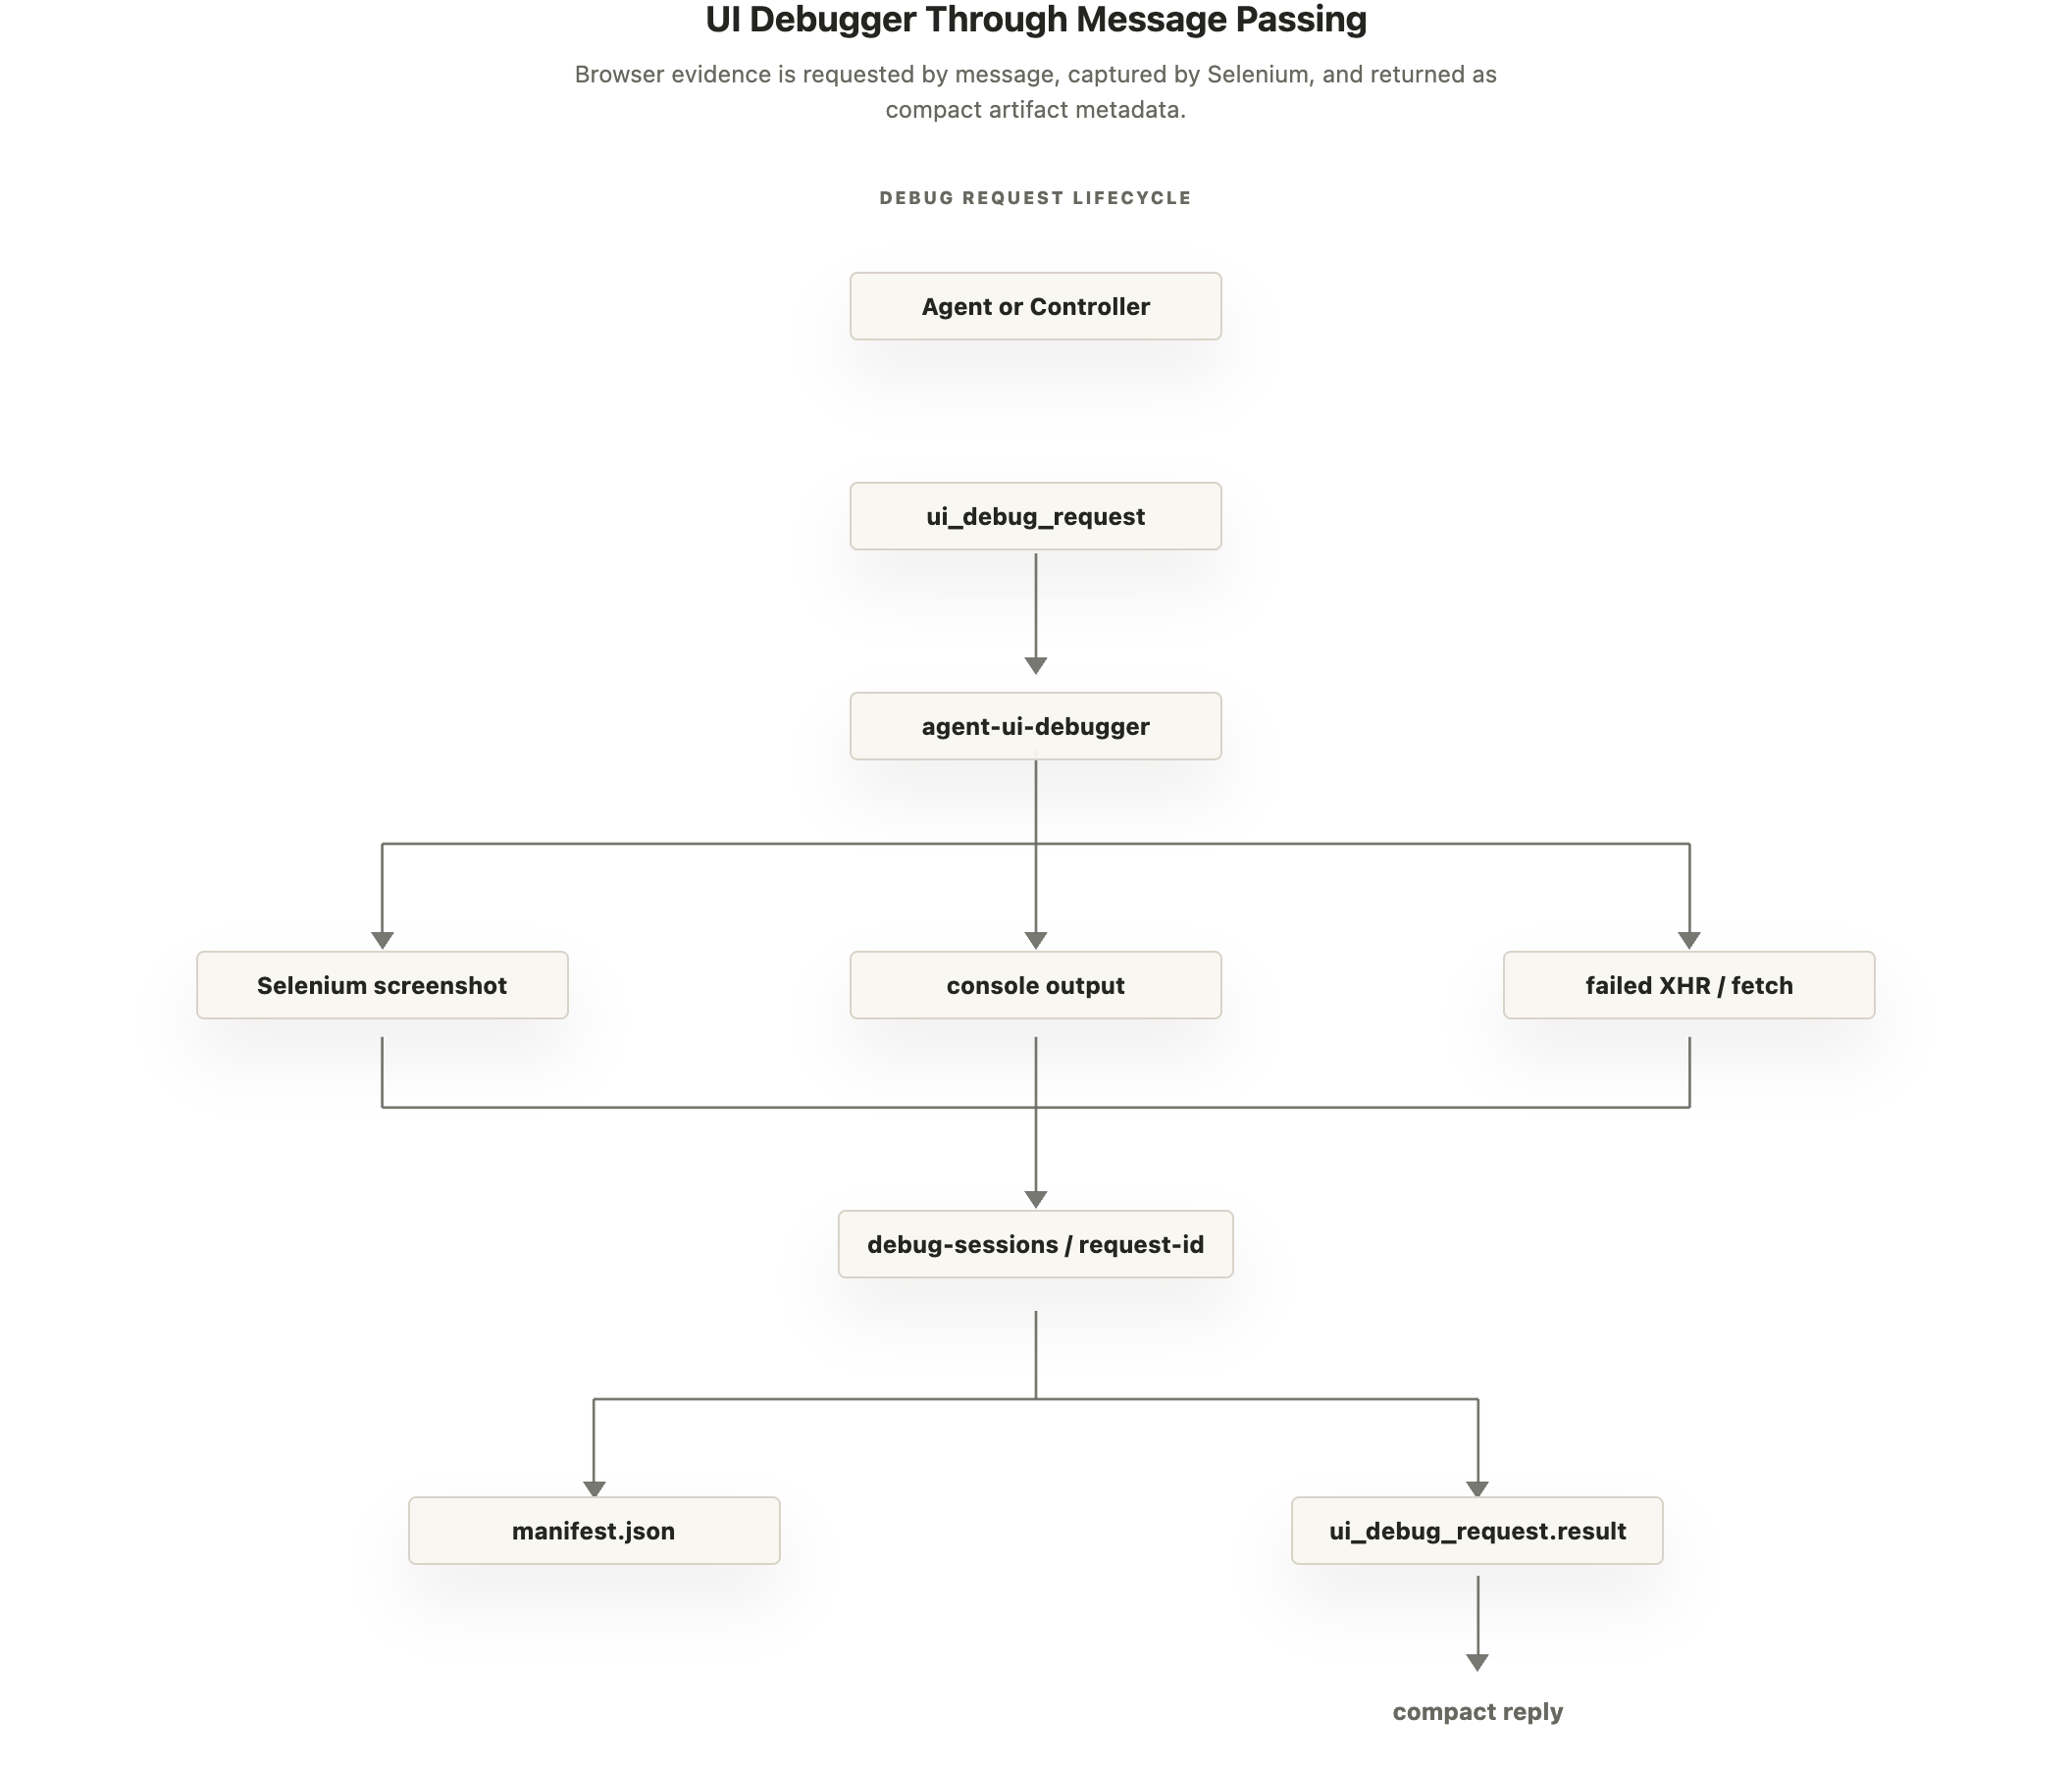 UI Debugger Through Message Passing
Browser evidence is requested by message, captured by Selenium, and returned as
compact artifact metadata.
DEBUG REQUEST LIFECYCLE
Agent or Controller
ui_debug_request
agent-ui-debugger
Selenium screenshot
console output
failed XHR / fetch
debug-sessions / request-id
manifest.json
ui_debug_request.result
compact reply